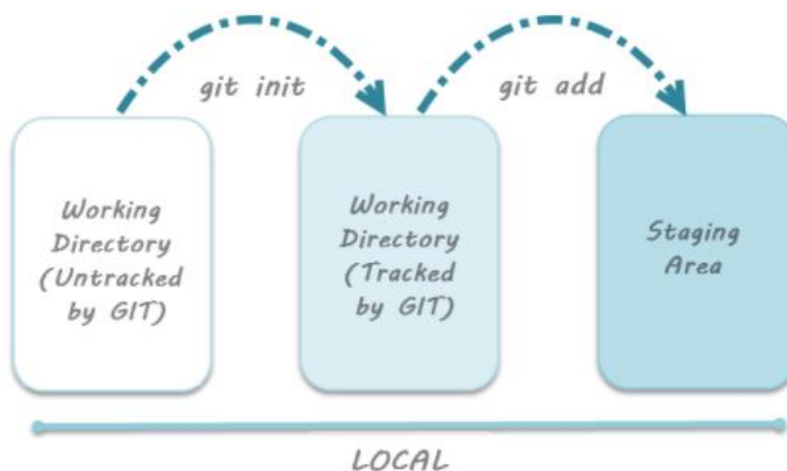 git init
git add
Working
Directory
(Untracked
by GIT)
Working
Directory
(Tracked
by GIT)
Staging
Area
LOCAL